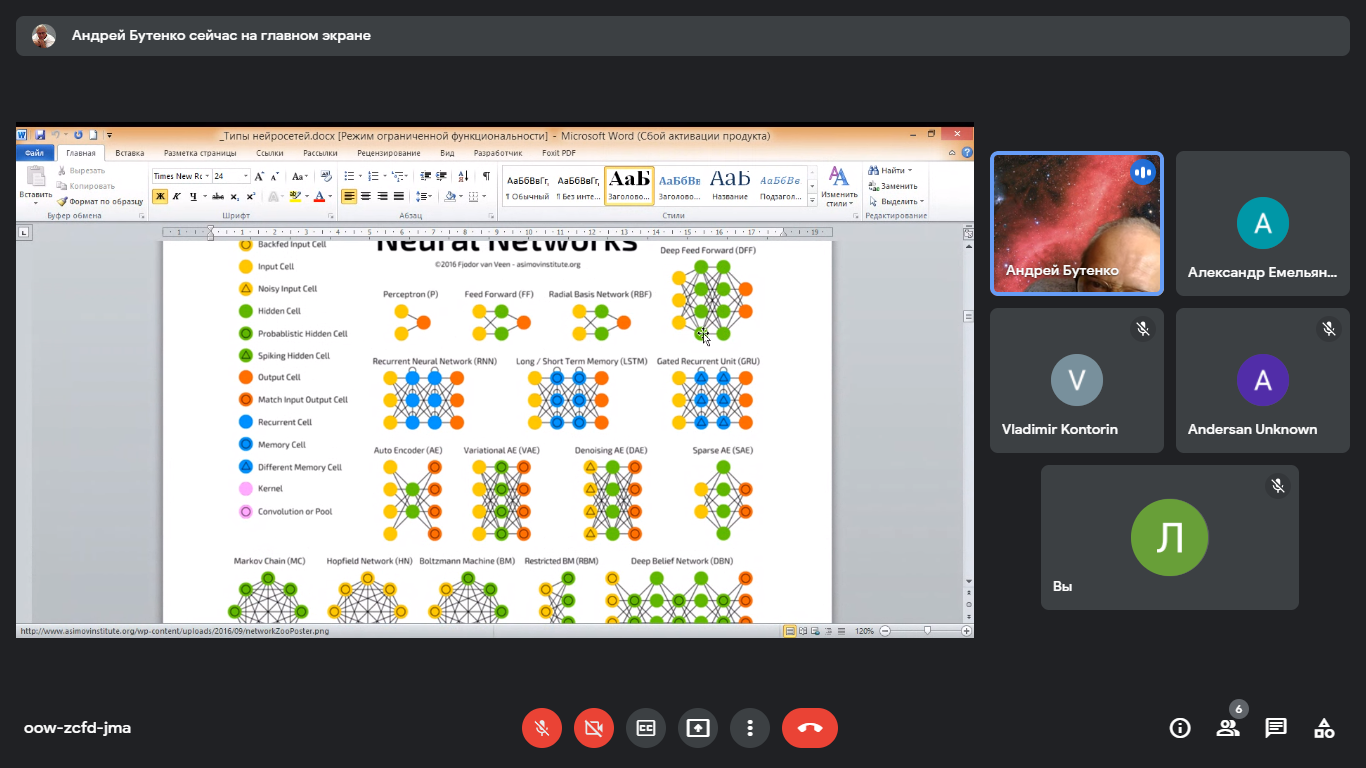 Андрей Бутенко сейчас на главном экране
_Типы нейросетей.docx [Режим ограниченной функциональности] - Microsoft Word (Сбой активации продукта)
Файл Главная Вставка Разметка страницы Ссылки Рассылки Рецензирование Вид Разработчик Foxit PDF
Вставить
Вырезать
Копировать
Формат по образцу
Буфер обмена
Times New Rc 24
Ж К Ч abc x₂ x² A Aa
Шрифт
Абзац
АаБбВвГг, АаБбВвГг, АаБ АаБбВв АаБ АаБбВв
¶ Обычный ¶ Без инте... Заголово... Заголово... Название Подзагол...
Стили
Изменить стили
Найти
Заменить
Выделить
Редактирование
Neural Networks
©2016 Fjodor van Veen - asimovinstitute.org
Backfed Input Cell
Input Cell
Noisy Input Cell
Hidden Cell
Probablistic Hidden Cell
Spiking Hidden Cell
Output Cell
Match Input Output Cell
Recurrent Cell
Memory Cell
Different Memory Cell
Kernel
Convolution or Pool
Deep Feed Forward (DFF)
Perceptron (P) Feed Forward (FF) Radial Basis Network (RBF)
Recurrent Neural Network (RNN) Long / Short Term Memory (LSTM) Gated Recurrent Unit (GRU)
Auto Encoder (AE) Variational AE (VAE) Denoising AE (DAE) Sparse AE (SAE)
Markov Chain (MC) Hopfield Network (HN) Boltzmann Machine (BM) Restricted BM (RBM) Deep Belief Network (DBN)
http://www.asimovinstitute.org/wp-content/uploads/2016/09/networkZooPoster.png
120%
Андрей Бутенко
А
Александр Емельян...
V
Vladimir Kontorin
A
Andersan Unknown
Л
Вы
oow-zcfd-jma
CC
6